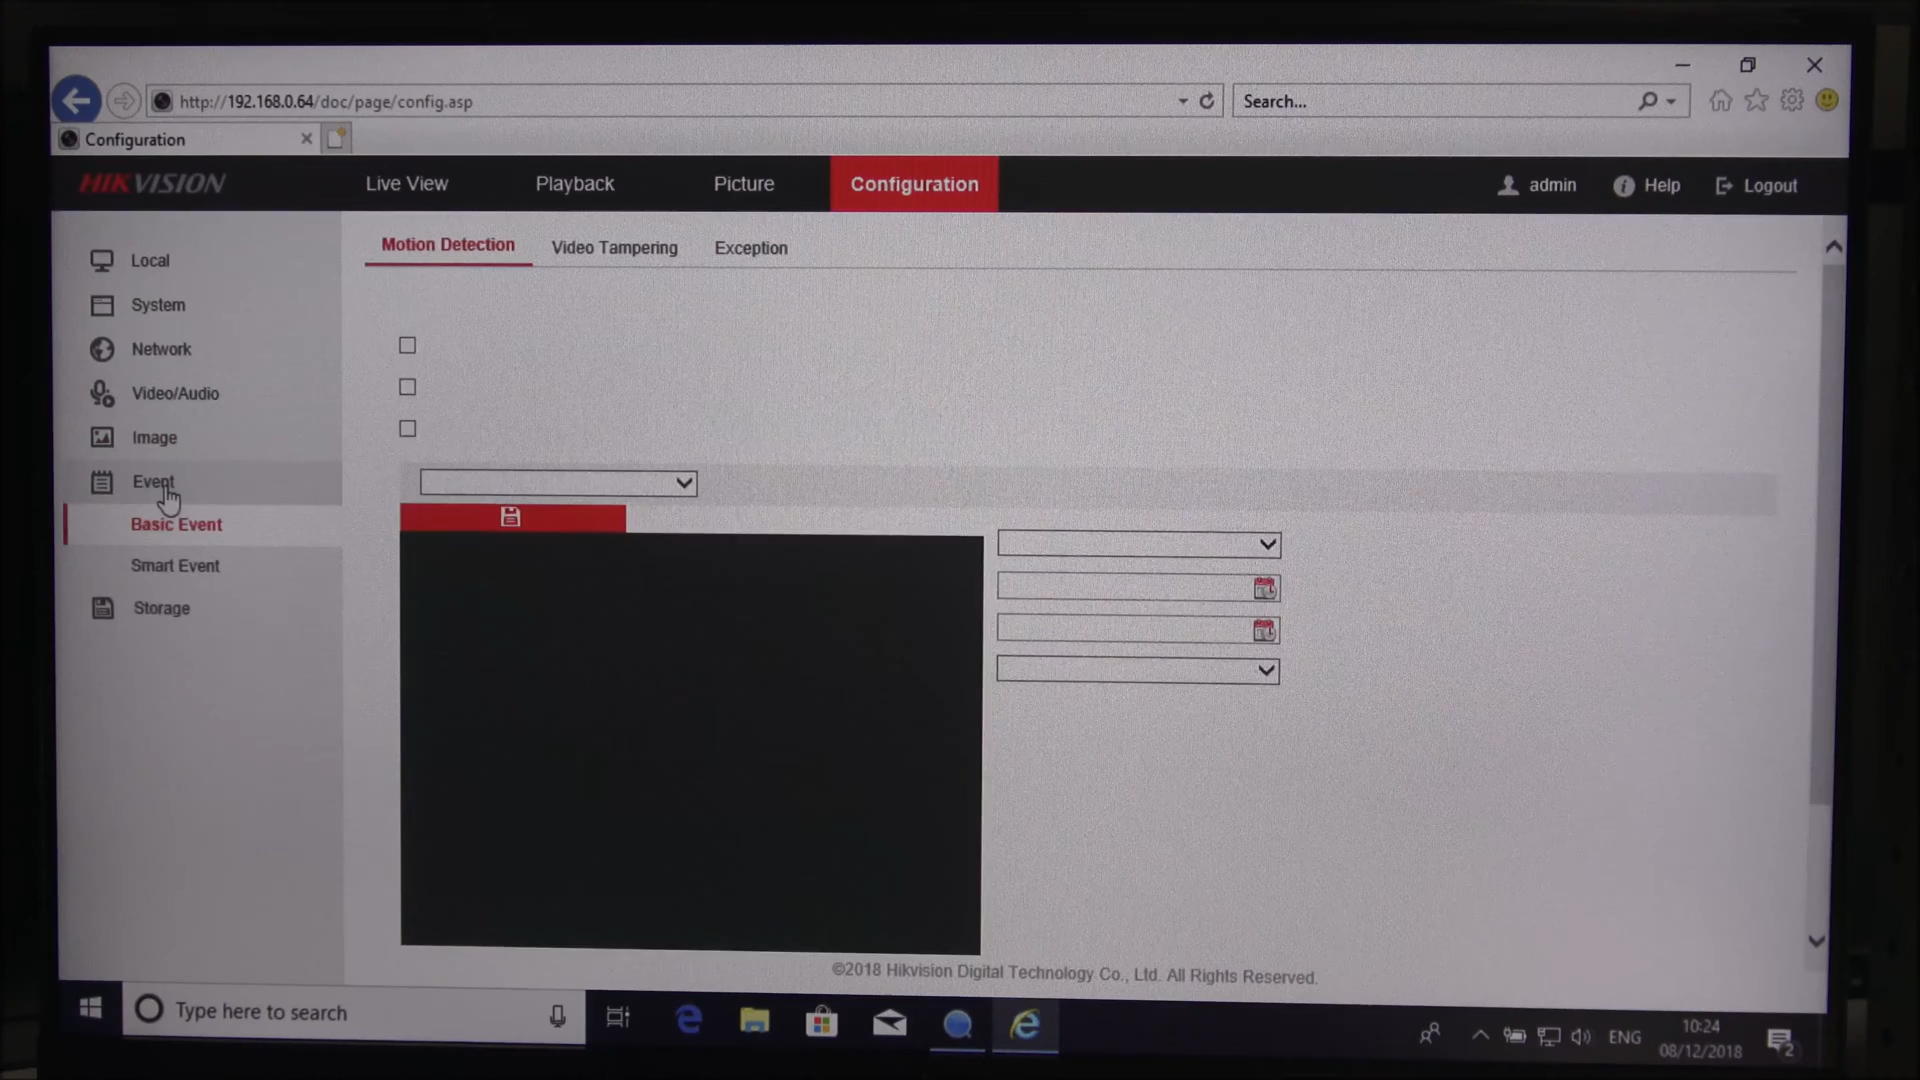 http://192.168.0.64/doc/page/config.asp
Search...
Configuration
HIKVISION
Live View
Playback
Picture
Configuration
admin
Help
Logout
Local
System
Network
Video/Audio
Image
Event
Basic Event
Smart Event
Storage
Motion Detection
Video Tampering
Exception
©2018 Hikvision Digital Technology Co., Ltd. All Rights Reserved.
Type here to search
ENG
10:24
08/12/2018
2